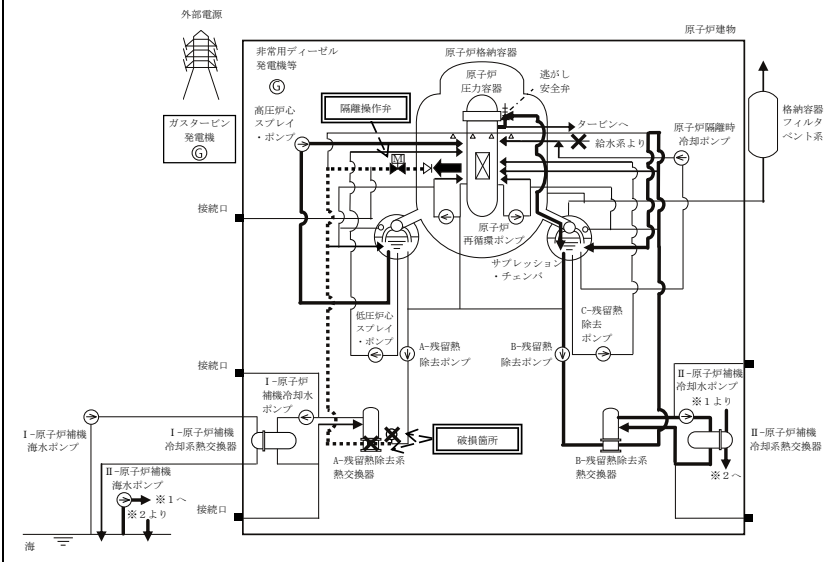 外部電源
原子炉建物
非常用ディーゼル
発電機等
G
原子炉格納容器
原子炉
圧力容器
逃がし
安全弁
隔離操作弁
高圧炉心
スプレイ
・ポンプ
ガスタービン
発電機
G
タービンへ
給水系より
原子炉隔離時
冷却ポンプ
格納容器
フィルタ
ベント系
M
接続口
原子炉
再循環ポンプ
サプレッション
・チェンバ
低圧炉心
スプレイ
・ポンプ
A-残留熱
除去ポンプ
B-残留熱
除去ポンプ
C-残留熱
除去
ポンプ
接続口
Ⅰ-原子炉
補機冷却水
ポンプ
Ⅱ-原子炉補機
冷却水ポンプ
※1より
Ⅰ-原子炉補機
海水ポンプ
Ⅰ-原子炉補機
冷却系熱交換器
破損箇所
Ⅱ-原子炉補機
冷却系熱交換器
A-残留熱除去系
熱交換器
B-残留熱除去系
熱交換器
※2へ
Ⅱ-原子炉補機
海水ポンプ
※1へ
※2より
接続口
海